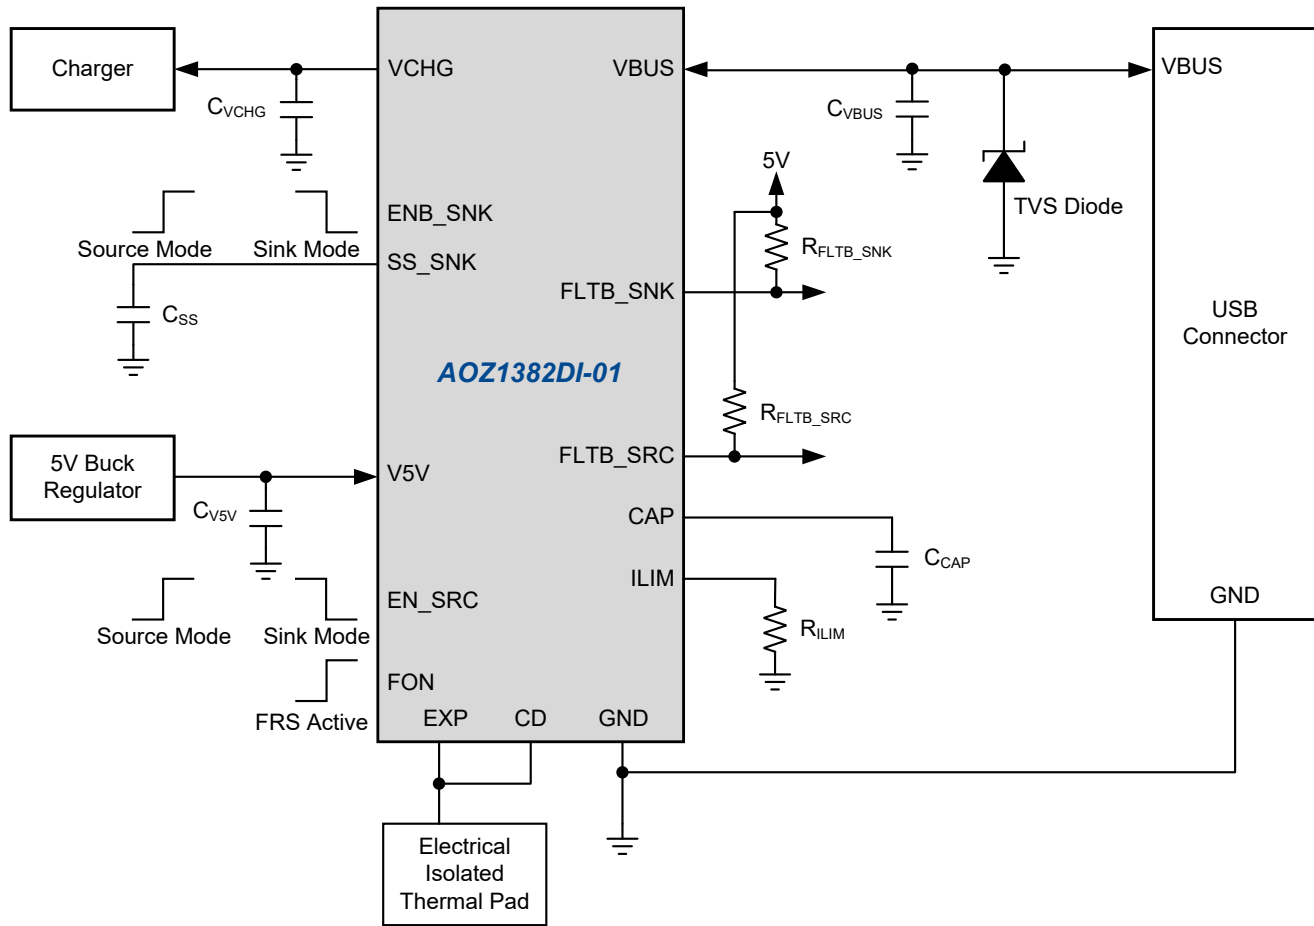 Charger
VCHG
VBUS
VBUS
CVCHG
CVBUS
5V
TVS Diode
ENB_SNK
Source Mode
Sink Mode
SS_SNK
RFLTB_SNK
FLTB_SNK
CSS
USB
Connector
AOZ1382DI-01
RFLTB_SRC
5V Buck
Regulator
V5V
FLTB_SRC
CV5V
CAP
CCAP
ILIM
EN_SRC
GND
Source Mode
Sink Mode
RILIM
FON
FRS Active
EXP
CD
GND
Electrical
Isolated
Thermal Pad